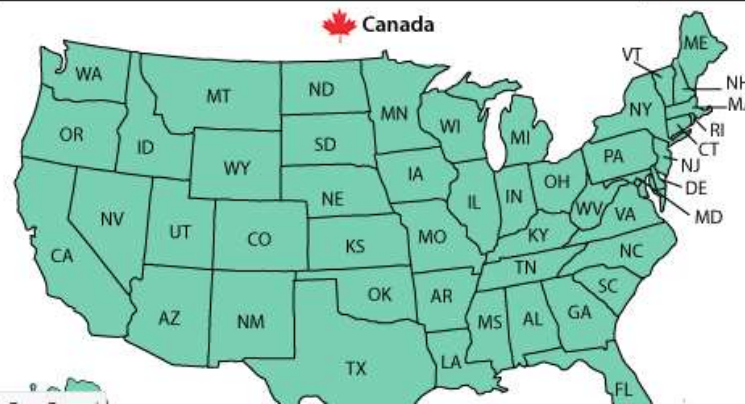 Canada
WA
MT
ND
MN
OR
ID
WY
SD
WI
MI
VT
ME
NH
NY
RI
CT
NJ
DE
MD
PA
NV
UT
CO
NE
IA
IL
IN
OH
WV
VA
CA
KS
MO
KY
NC
TN
SC
AZ
NM
OK
AR
MS
AL
GA
TX
LA
FL